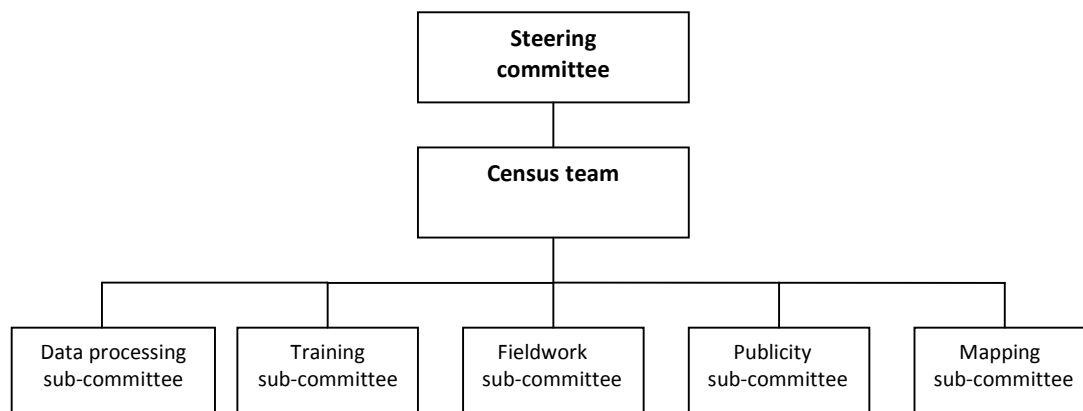 Steering
committee
Census team
Data processing
sub-committee
Training
sub-committee
Fieldwork
sub-committee
Publicity
sub-committee
Mapping
sub-committee